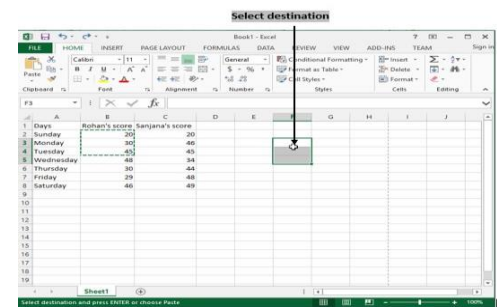 Select destination
Book1 - Excel
FILE HOME INSERT PAGE LAYOUT FORMULAS DATA REVIEW VIEW ADD-INS TEAM Sign in
Paste Calibri 11 General Conditional Formatting Insert
B I U A $ % Format as Table Delete
Cell Styles Format
Clipboard Font Alignment Number Styles Cells Editing
F3 fx
A B C D E F G H I J
1 Days Rohan's score Sanjana's score
2 Sunday 20 20
3 Monday 30 46
4 Tuesday 45 45
5 Wednesday 48 34
6 Thursday 30 44
7 Friday 29 48
8 Saturday 46 49
9
10
11
12
13
14
15
16
17
18
19
Sheet1
Select destination and press ENTER or choose Paste 100%